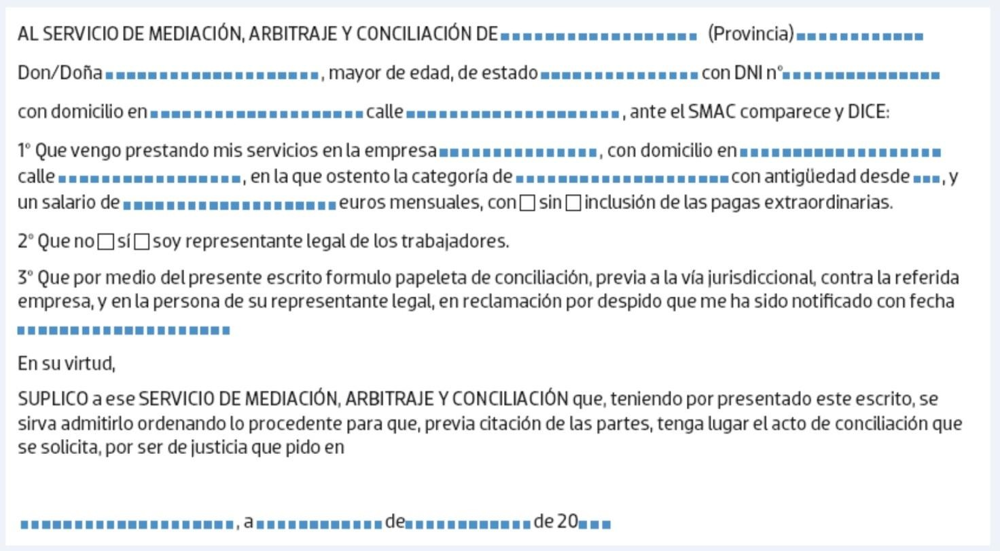 AL SERVICIO DE MEDIACIÓN, ARBITRAJE Y CONCILIACIÓN DE (Provincia)
Don/Doña , mayor de edad, de estado con DNI nº
con domicilio en calle , ante el SMAC comparece y DICE:
1º Que vengo prestando mis servicios en la empresa , con domicilio en
calle , en la que ostento la categoría de con antigüedad desde , y
un salario de euros mensuales, con □ sin □ inclusión de las pagas extraordinarias.
2º Que no □ sí □ soy representante legal de los trabajadores.
3º Que por medio del presente escrito formulo papeleta de conciliación, previa a la vía jurisdiccional, contra la referida
empresa, y en la persona de su representante legal, en reclamación por despido que me ha sido notificado con fecha
En su virtud,
SUPLICO a ese SERVICIO DE MEDIACIÓN, ARBITRAJE Y CONCILIACIÓN que, teniendo por presentado este escrito, se
sirva admitirlo ordenando lo procedente para que, previa citación de las partes, tenga lugar el acto de conciliación que
se solicita, por ser de justicia que pido en
, a de de 20